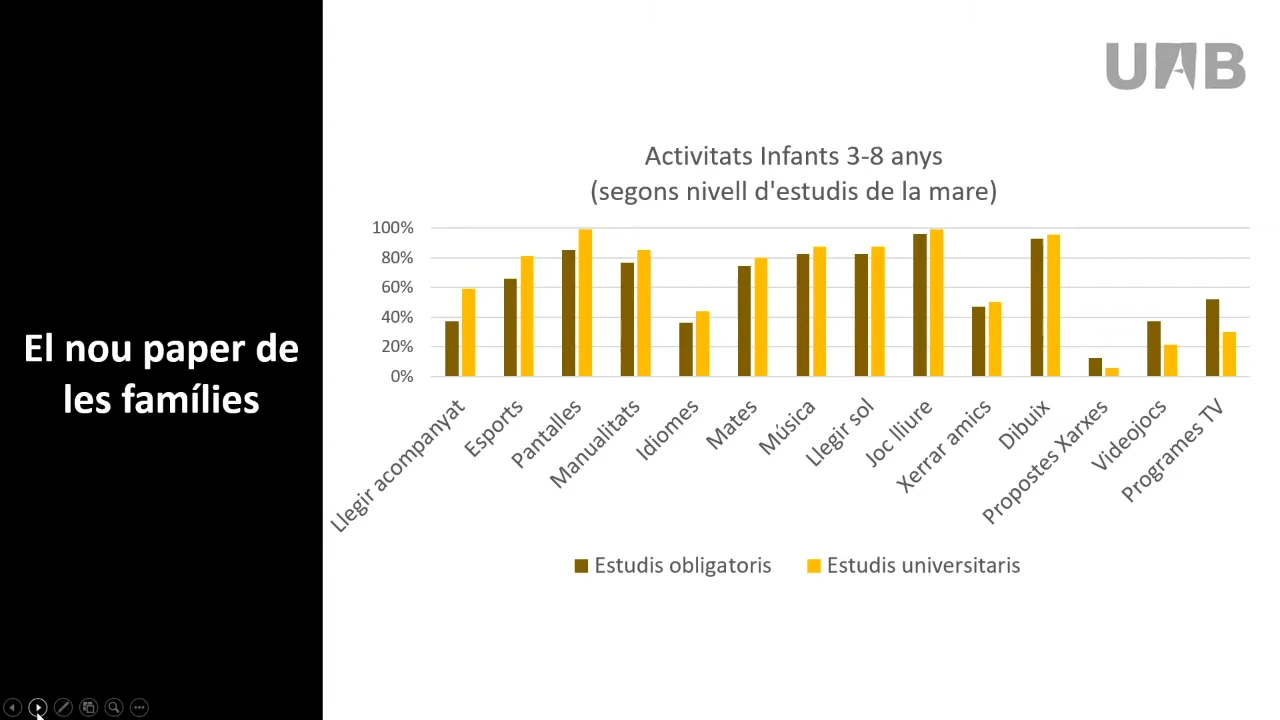 UAB
El nou paper de
les famílies
Activitats Infants 3-8 anys
(segons nivell d'estudis de la mare)
100%
80%
60%
40%
20%
0%
Llegir acompanyat
Esports
Pantalles
Manualitats
Idiomes
Mates
Música
Llegir sol
Joc lliure
Xerrar amics
Dibuix
Propostes Xarxes
Videojocs
Programes TV
Estudis obligatoris
Estudis universitaris